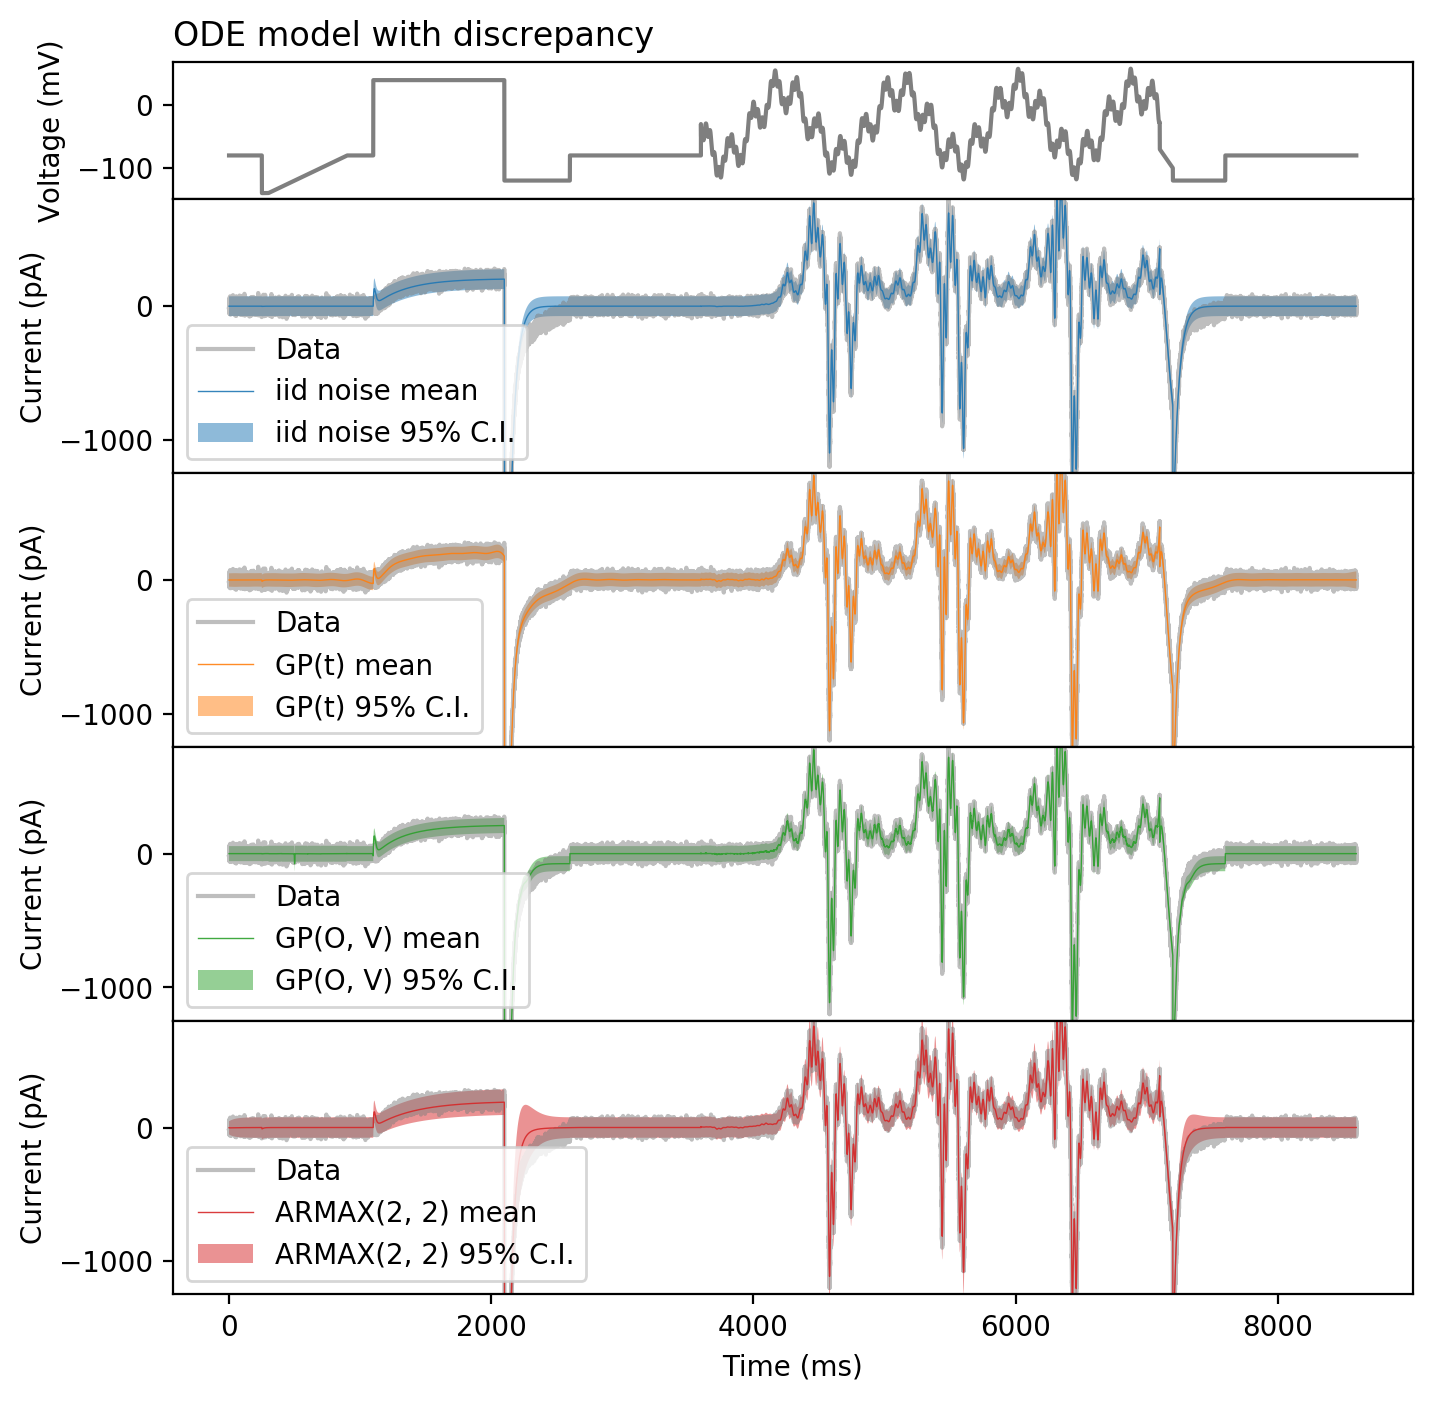 ODE model with discrepancy
Voltage (mV)
0
−100
Current (pA)
0
−1000
Data
iid noise mean
iid noise 95% C.I.
Current (pA)
0
−1000
Data
GP(t) mean
GP(t) 95% C.I.
Current (pA)
0
−1000
Data
GP(O, V) mean
GP(O, V) 95% C.I.
Current (pA)
0
−1000
Data
ARMAX(2, 2) mean
ARMAX(2, 2) 95% C.I.
0 2000 4000 6000 8000
Time (ms)